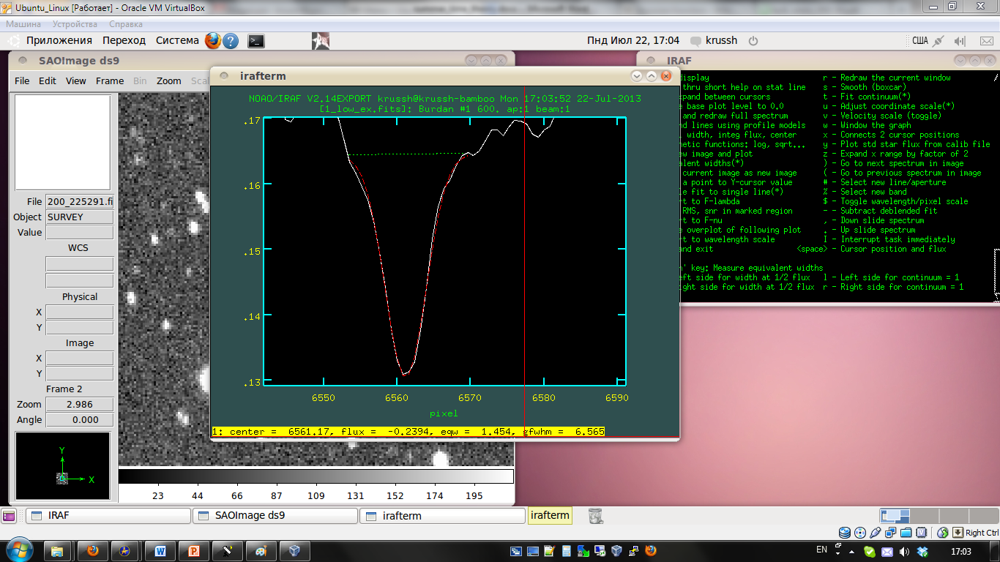 Ubuntu_Linux [Работает] - Oracle VM VirtualBox
Машина Устройства Справка
Приложения Переход Система
Пнд Июл 22, 17:04 krussh
США
SAOImage ds9
File Edit View Frame Bin Zoom
File 200_225291.fi
Object SURVEY
Value
WCS
Physical
X
Y
Image
X
Y
Frame 2
Zoom 2.986
Angle 0.000
Y
X
23 44 66 87 109 131 152 174 195
irafterm
NOAO/IRAF V2.14EXPORT krussh@krussh-bamboo Mon 17:03:52 22-Jul-2013
[1_low_ex.fits]: Burdan #1 600. ap:1 beam:1
.17
.16
.15
.14
.13
6550 6560 6570 6580 6590
pixel
1: center = 6561.17, flux = -0.2394, eqw = 1.454, gfwhm = 6.565
IRAF
display r - Redraw the current window
thru short help on stat line s - Smooth (boxcar)
between cursors t - Fit continuum(*)
base plot level to 0.0 u - Adjust coordinate scale(*)
and redraw full spectrum v - Velocity scale (toggle)
lines using profile models w - Window the graph
width, integ flux, center x - Connects 2 cursor positions
functions: log, sqrt... y - Plot std star flux from calib file
image and plot z - Expand x range by factor of 2
widths(*) ) - Go to next spectrum in image
current image as new image ( - Go to previous spectrum in image
a point to Y-cursor value # - Select new line/aperture
fit to single line(*) % - Select new band
to F-lambda $ - Toggle wavelength/pixel scale
RMS, snr in marked region - - Subtract deblended fit
to F-nu , - Down slide spectrum
overplot of following plot . - Up slide spectrum
to wavelength scale I - Interrupt task immediately
and exit <space> - Cursor position and flux
' key: Measure equivalent widths
side for width at 1/2 flux l - Left side for continuum = 1
side for width at 1/2 flux r - Right side for continuum = 1
IRAF
SAOImage ds9
irafterm
irafterm
Right Ctrl
EN
17:03